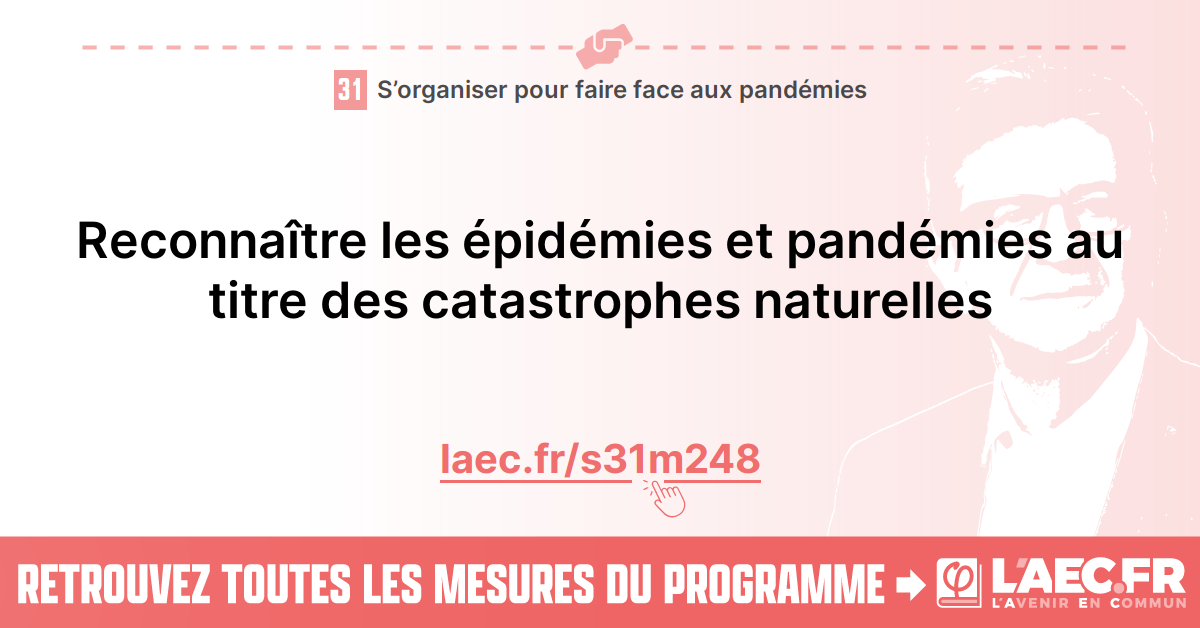 31 S’organiser pour faire face aux pandémies
Reconnaître les épidémies et pandémies au
titre des catastrophes naturelles
laec.fr/s31m248
RETROUVEZ TOUTES LES MESURES DU PROGRAMME
L'AEC.FR
L'AVENIR EN COMMUN